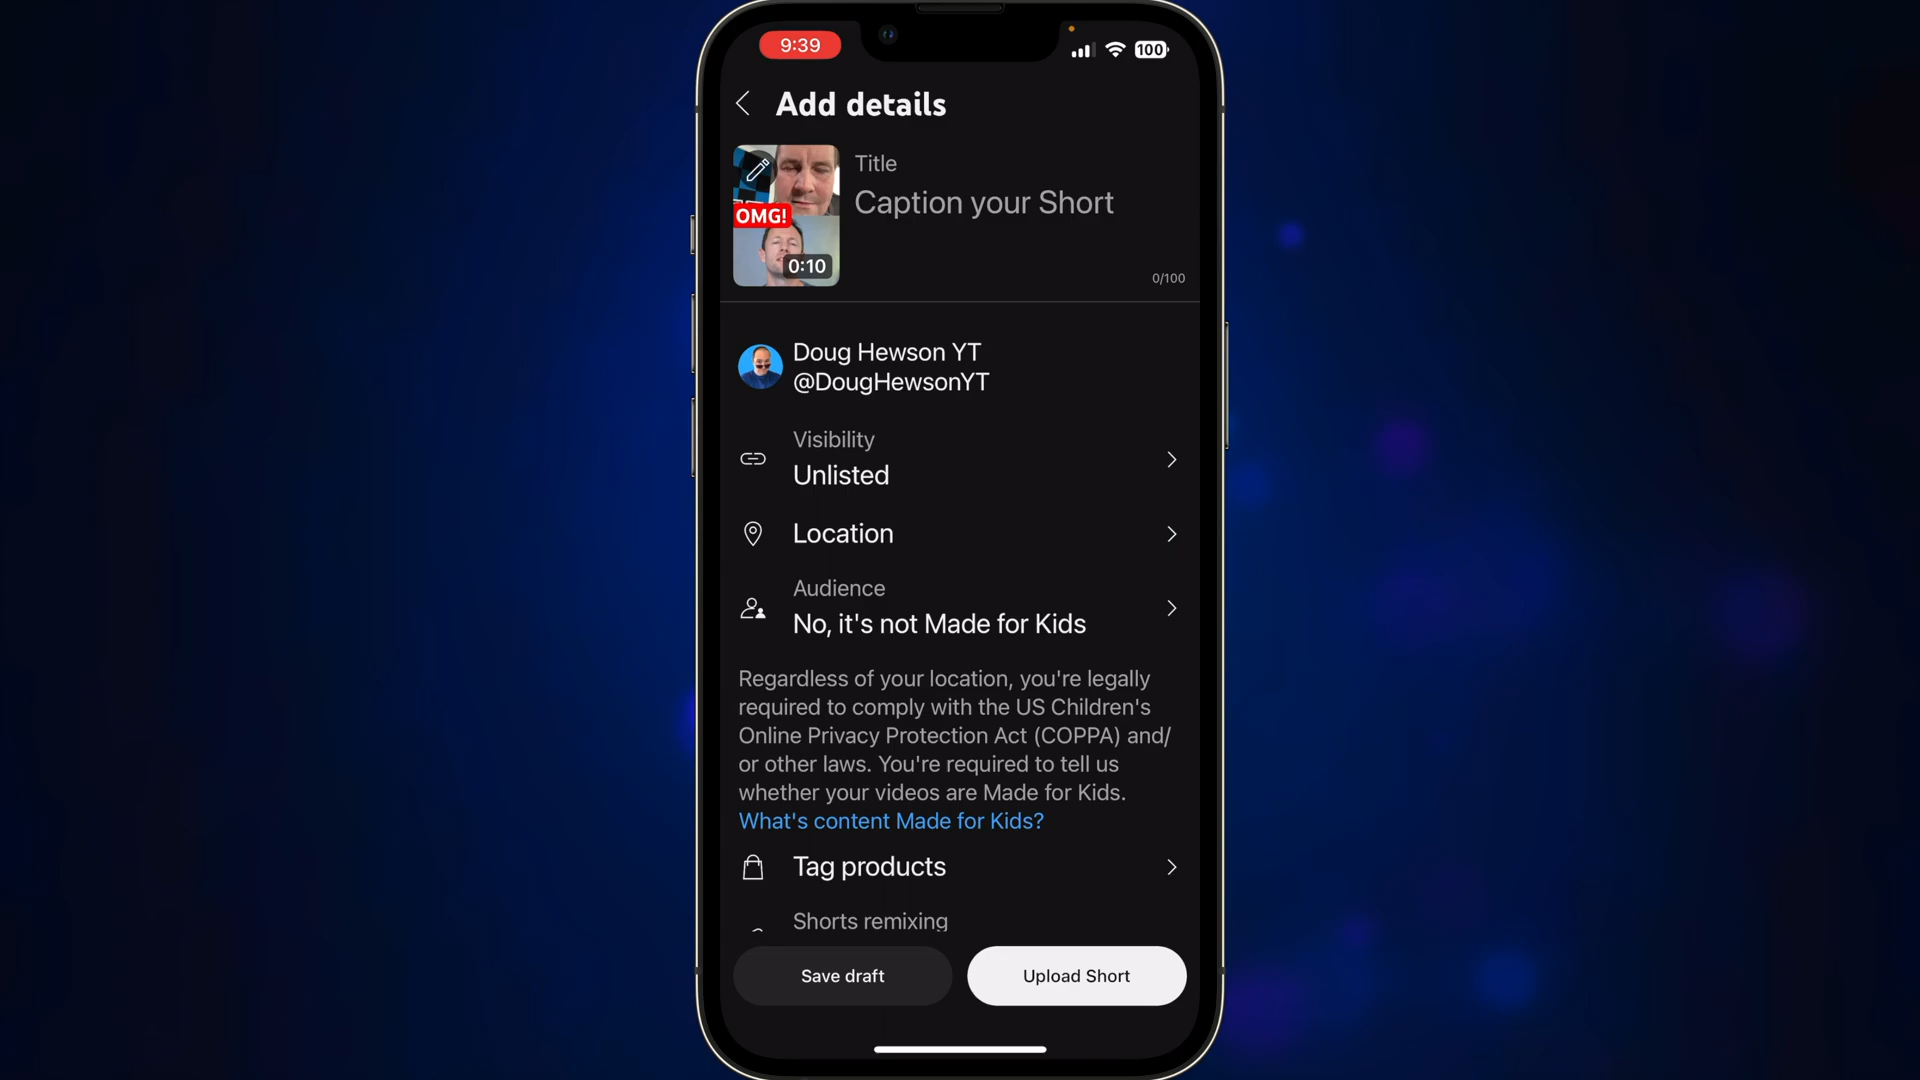 9:39
100
Add details
Title
Caption your Short
OMG!
0:10
0/100
Doug Hewson YT
@DougHewsonYT
Visibility
Unlisted
Location
Audience
No, it's not Made for Kids
Regardless of your location, you're legally
required to comply with the US Children's
Online Privacy Protection Act (COPPA) and/
or other laws. You're required to tell us
whether your videos are Made for Kids.
What's content Made for Kids?
Tag products
Shorts remixing
Save draft
Upload Short